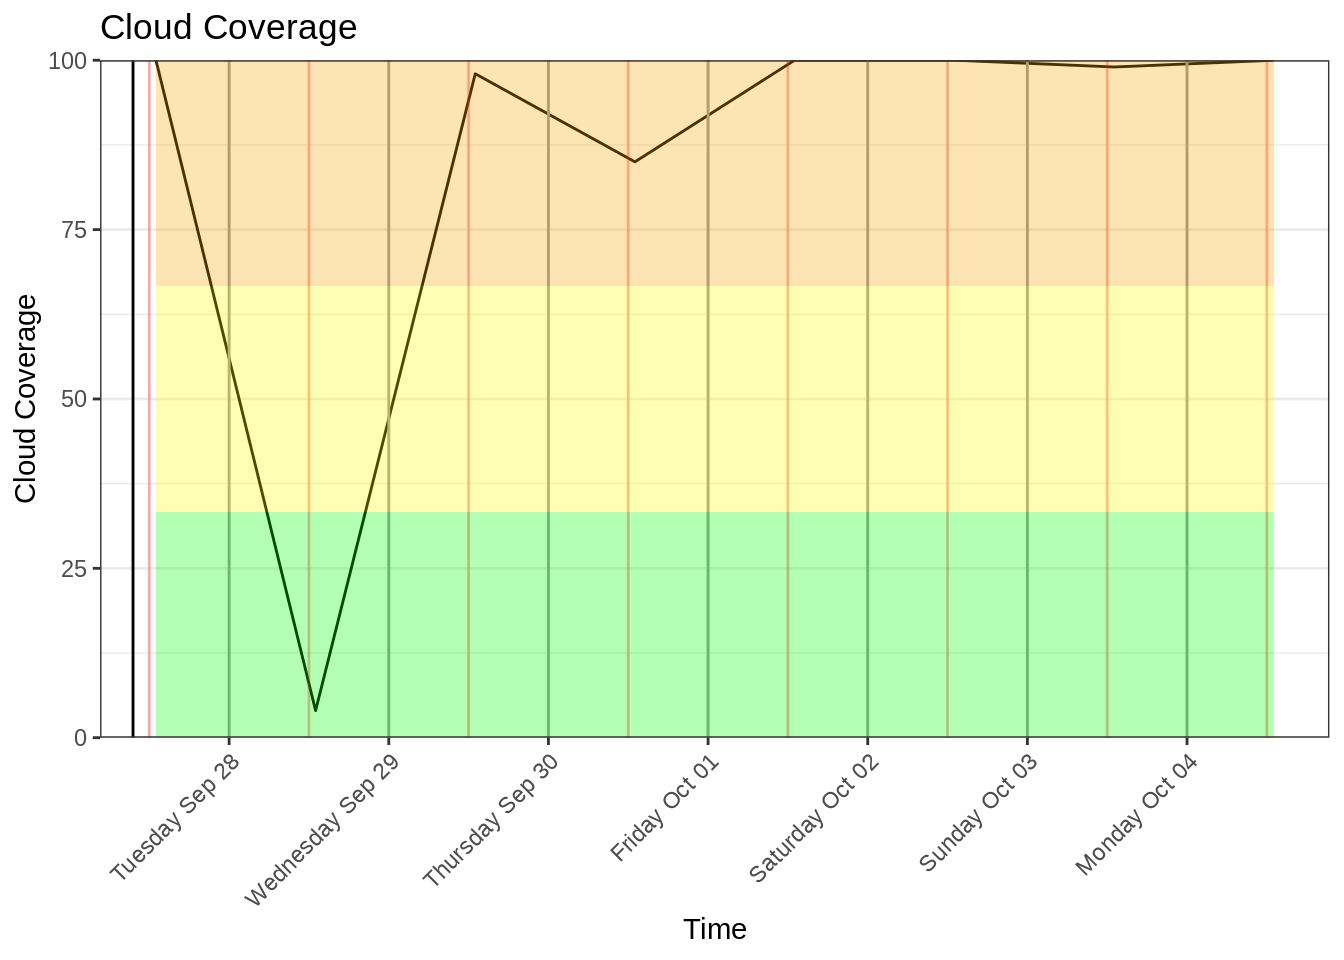 Cloud Coverage
Cloud Coverage
100
75
50
25
0
Tuesday Sep 28
Wednesday Sep 29
Thursday Sep 30
Friday Oct 01
Saturday Oct 02
Sunday Oct 03
Monday Oct 04
Time